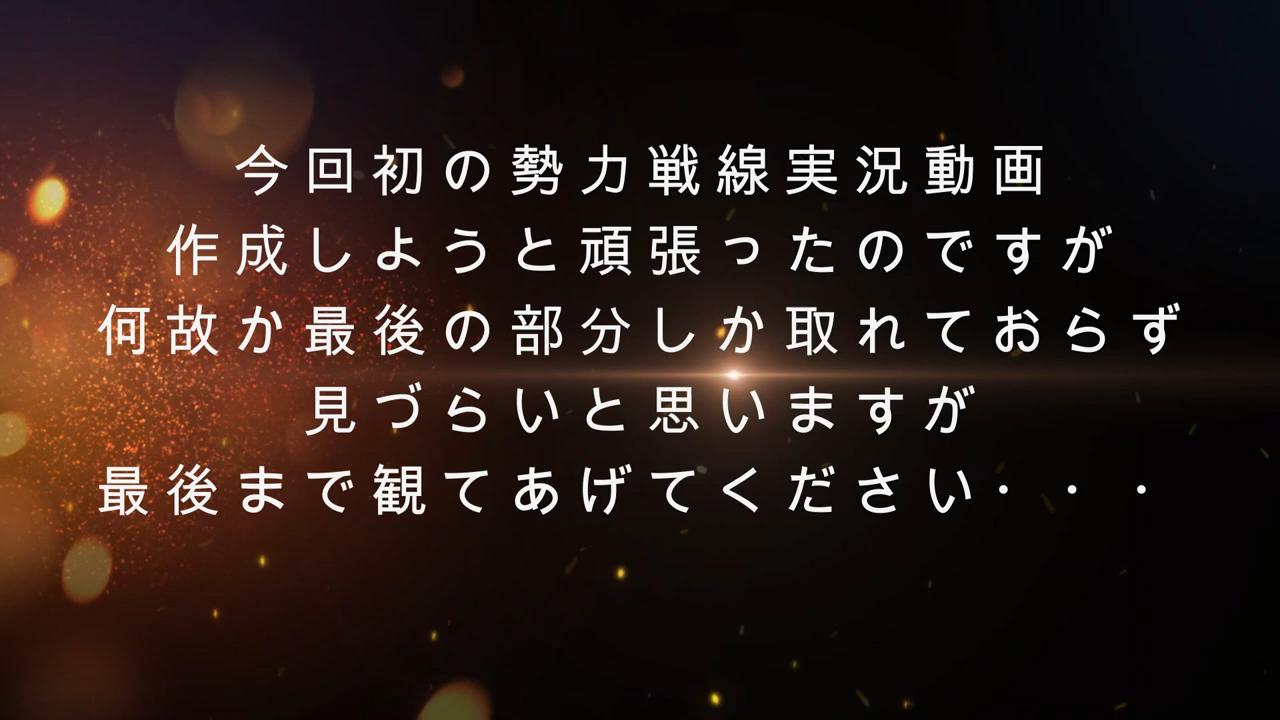 今回初の勢力戦線実況動画
作成しようと頑張ったのですが
何故か最後の部分しか取れておらず
見づらいと思いますが
最後まで観てあげてください・・・